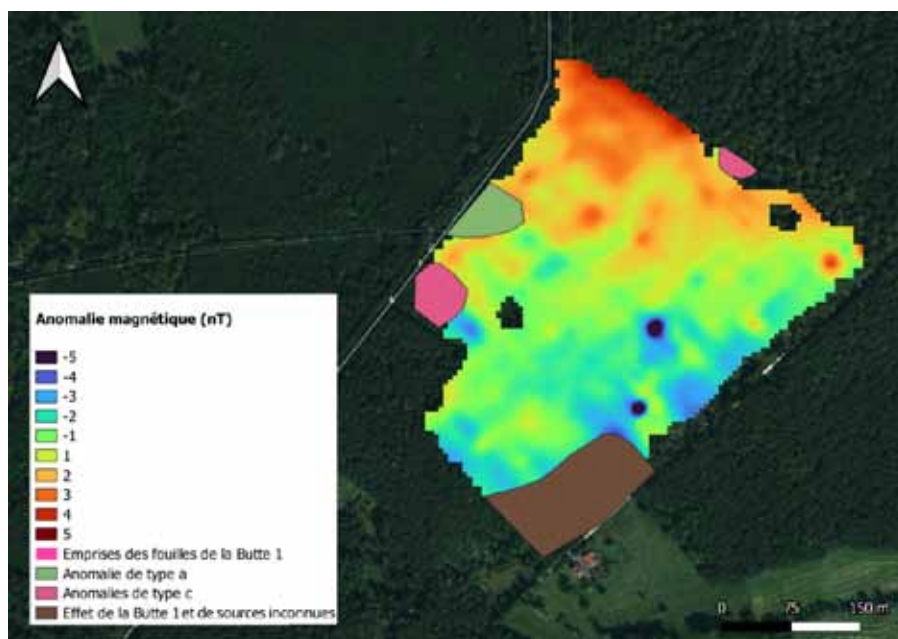 Anomalie magnétique (nT)
-5
-4
-3
-2
-1
1
2
3
4
5
Emprises des fouilles de la Butte 1
Anomalie de type a
Anomalies de type c
Effet de la Butte 1 et de sources inconnues
0 75 150 m